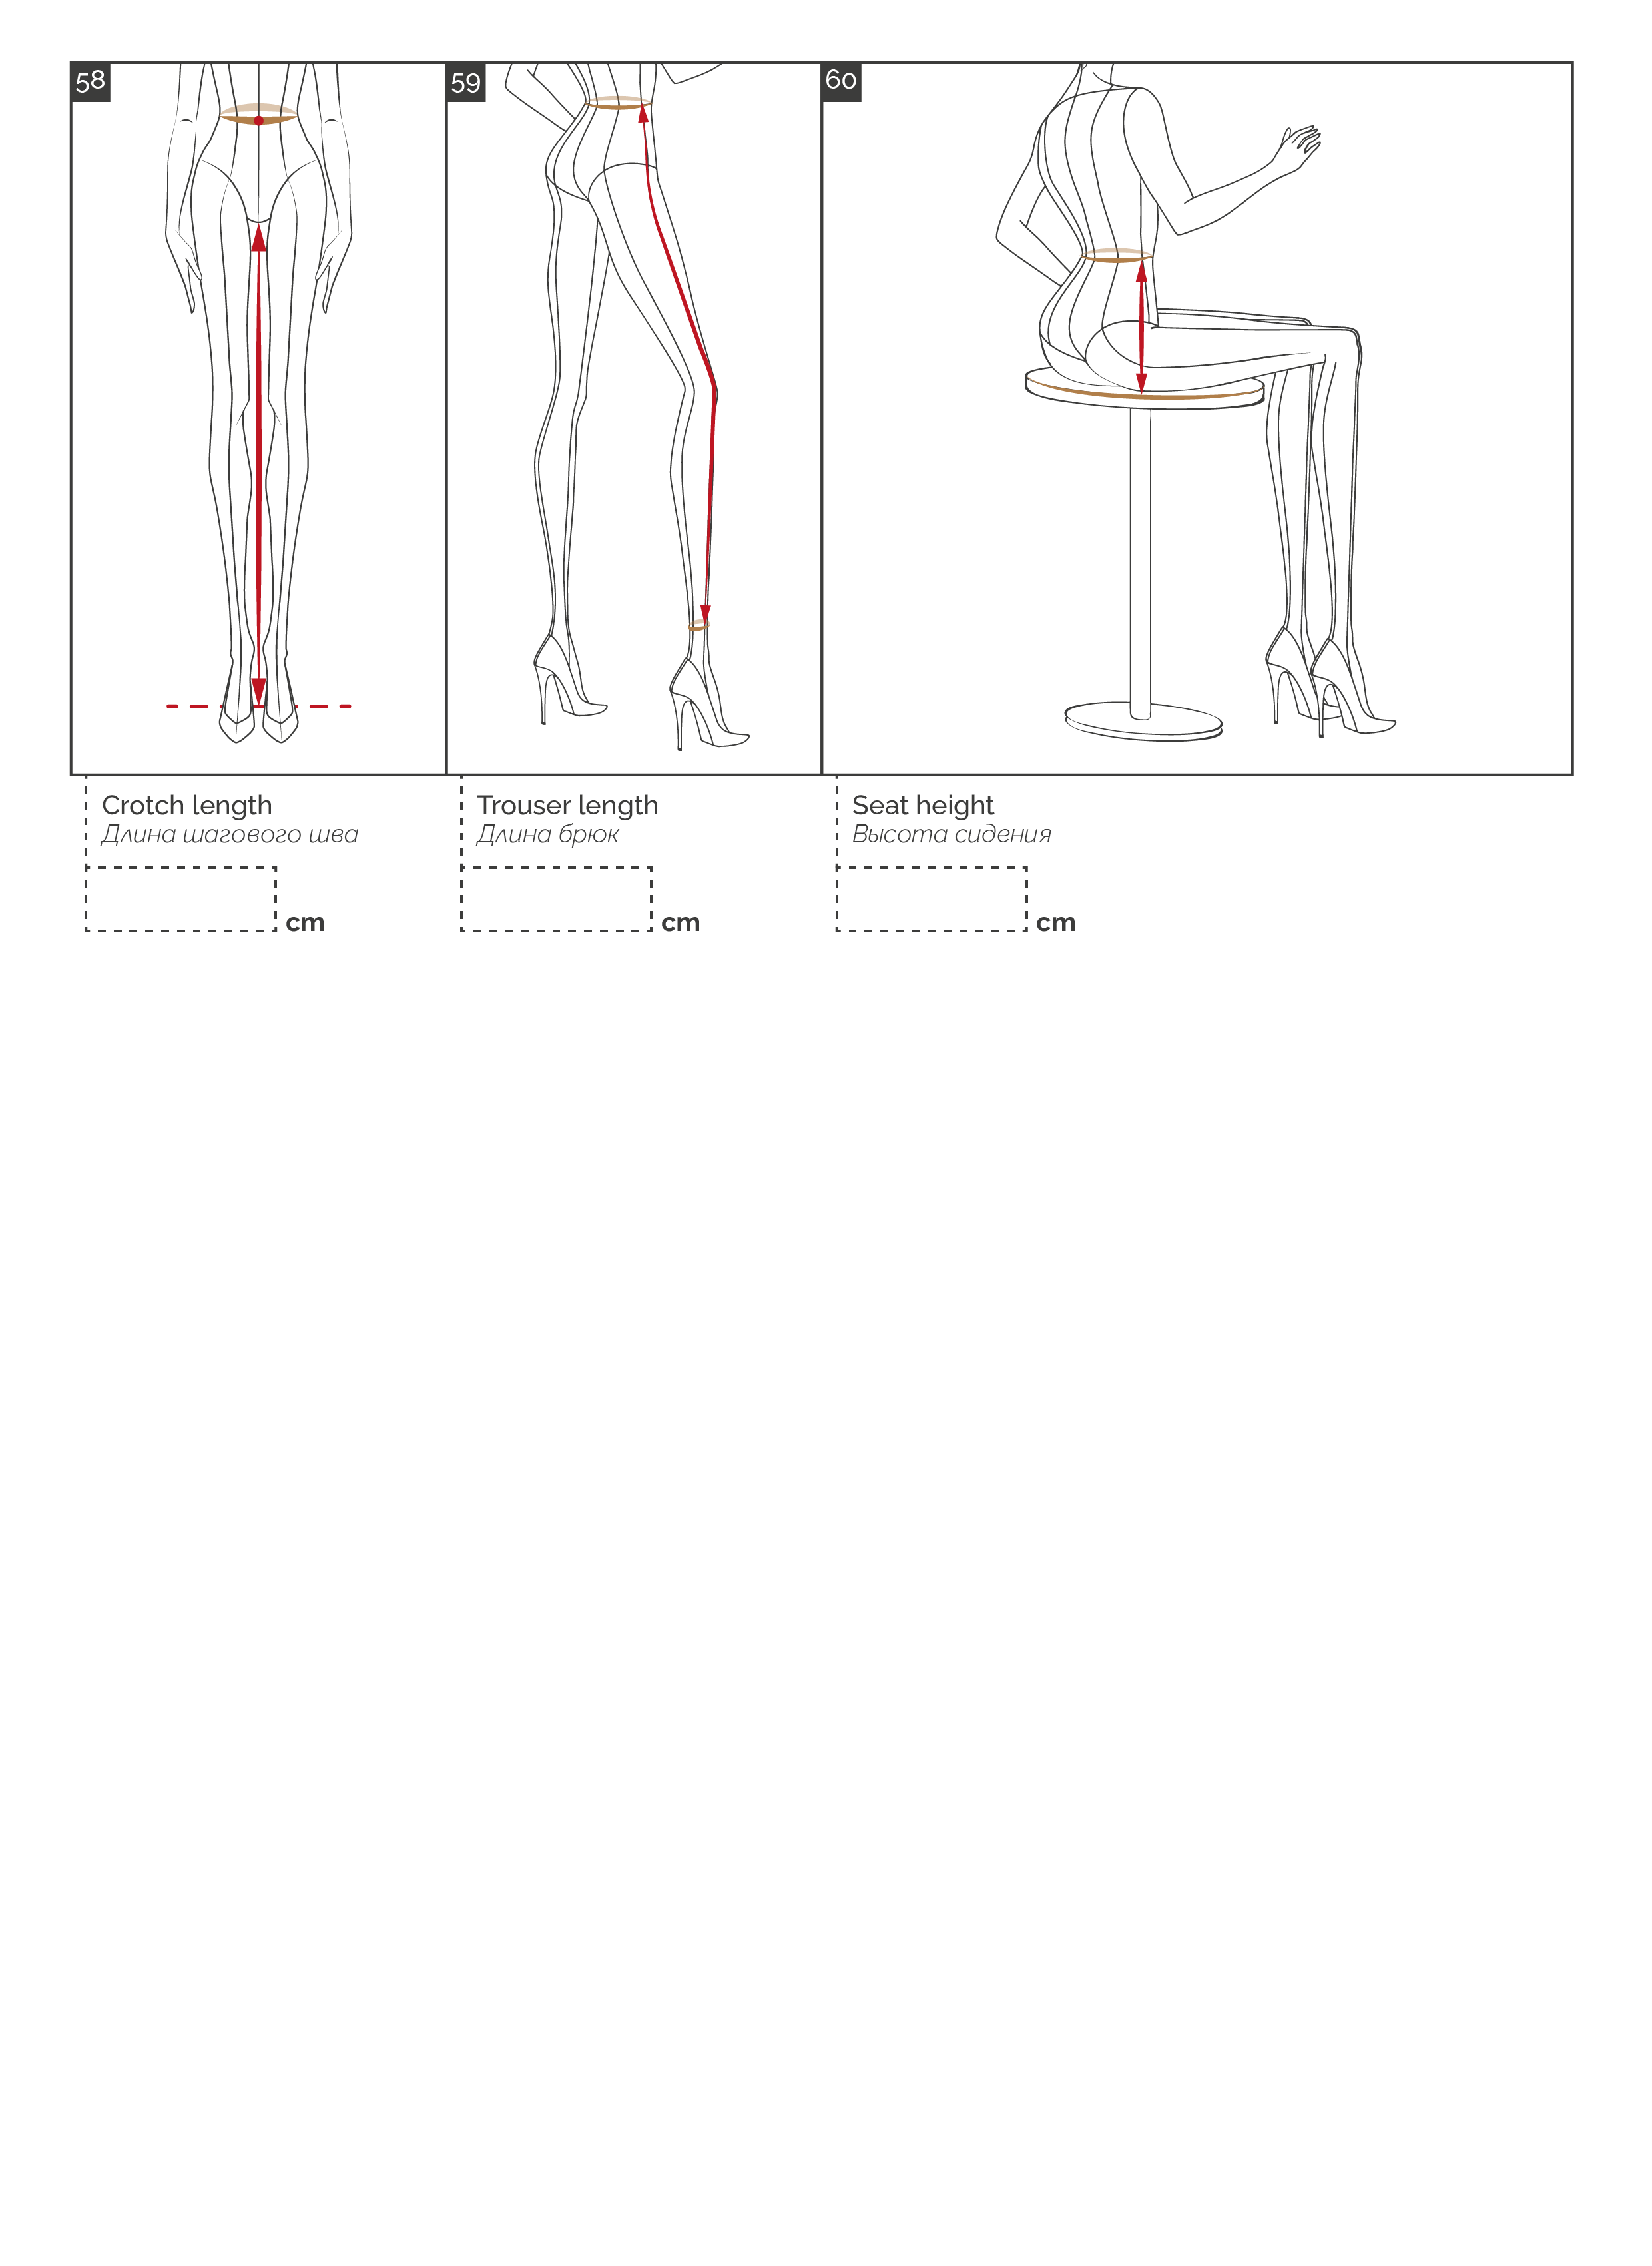 58
59
60
Crotch length
Длина шагового шва
cm
Trouser length
Длина брюк
cm
Seat height
Высота сидения
cm